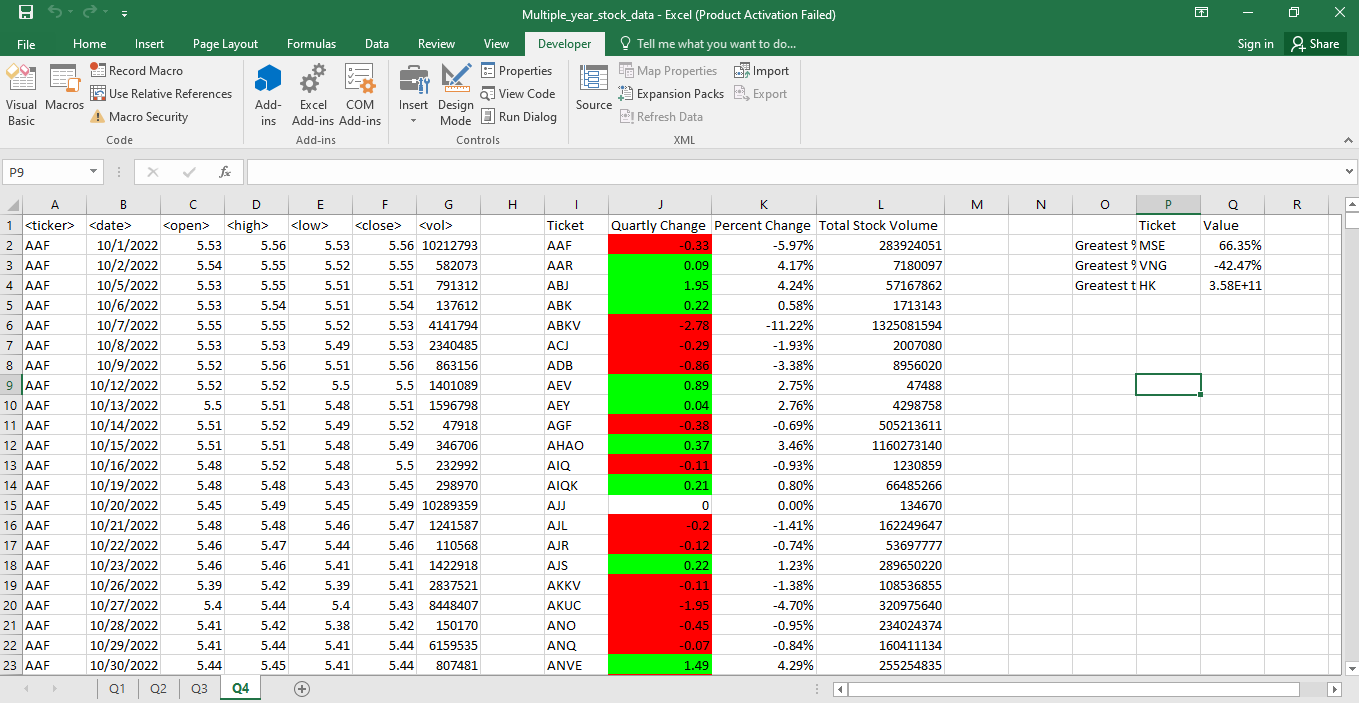 Multiple_year_stock_data - Excel (Product Activation Failed)
File Home Insert Page Layout Formulas Data Review View Developer Tell me what you want to do... Sign in Share
Visual Basic
Macros
Record Macro
Use Relative References
Macro Security
Code
Add-ins
Excel Add-ins
COM Add-ins
Add-ins
Insert
Design Mode
Properties
View Code
Run Dialog
Controls
Source
Map Properties
Expansion Packs
Refresh Data
Import
Export
XML
P9 fx
A B C D E F G H I J K L M N O P Q R
1 <ticker> <date> <open> <high> <low> <close> <vol> Ticket Quartly Change Percent Change Total Stock Volume Ticket Value
2 AAF 10/1/2022 5.53 5.56 5.53 5.56 10212793 AAF -0.33 -5.97% 283924051 Greatest % MSE 66.35%
3 AAF 10/2/2022 5.54 5.55 5.52 5.55 582073 AAR 0.09 4.17% 7180097 Greatest % VNG -42.47%
4 AAF 10/5/2022 5.53 5.55 5.51 5.51 791312 ABJ 1.95 4.24% 57167862 Greatest t HK 3.58E+11
5 AAF 10/6/2022 5.53 5.54 5.51 5.54 137612 ABK 0.22 0.58% 1713143
6 AAF 10/7/2022 5.55 5.55 5.52 5.53 4141794 ABKV -2.78 -11.22% 1325081594
7 AAF 10/8/2022 5.53 5.53 5.49 5.53 2340485 ACJ -0.29 -1.93% 2007080
8 AAF 10/9/2022 5.52 5.56 5.51 5.56 863156 ADB -0.86 -3.38% 8956020
9 AAF 10/12/2022 5.52 5.52 5.5 5.5 1401089 AEV 0.89 2.75% 47488
10 AAF 10/13/2022 5.5 5.51 5.48 5.51 1596798 AEY 0.04 2.76% 4298758
11 AAF 10/14/2022 5.51 5.52 5.49 5.52 47918 AGF -0.38 -0.69% 505213611
12 AAF 10/15/2022 5.51 5.51 5.48 5.49 346706 AHAO 0.37 3.46% 1160273140
13 AAF 10/16/2022 5.48 5.52 5.48 5.5 232992 AIQ -0.11 -0.93% 1230859
14 AAF 10/19/2022 5.48 5.48 5.43 5.45 298970 AIQK 0.21 0.80% 66485266
15 AAF 10/20/2022 5.45 5.49 5.45 5.49 10289359 AJJ 0 0.00% 134670
16 AAF 10/21/2022 5.48 5.48 5.46 5.47 1241587 AJL -0.2 -1.41% 162249647
17 AAF 10/22/2022 5.46 5.47 5.44 5.46 110568 AJR -0.12 -0.74% 53697777
18 AAF 10/23/2022 5.46 5.46 5.41 5.41 1422918 AJS 0.22 1.23% 289650220
19 AAF 10/26/2022 5.39 5.42 5.39 5.41 2837521 AKKV -0.11 -1.38% 108536855
20 AAF 10/27/2022 5.4 5.44 5.4 5.43 8448407 AKUC -1.95 -4.70% 320975640
21 AAF 10/28/2022 5.41 5.42 5.38 5.42 150170 ANO -0.45 -0.95% 234024374
22 AAF 10/29/2022 5.41 5.44 5.41 5.44 6159535 ANQ -0.07 -0.84% 160411134
23 AAF 10/30/2022 5.44 5.45 5.41 5.44 807481 ANVE 1.49 4.29% 255254835
Q1 Q2 Q3 Q4